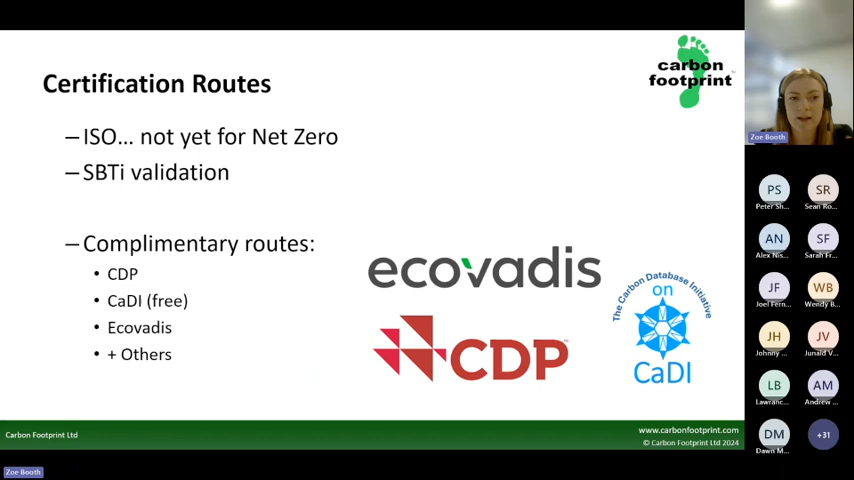 Certification Routes
carbon
footprint™
–ISO… not yet for Net Zero
–SBTi validation
–Complimentary routes:
• CDP
• CaDI (free)
• Ecovadis
• + Others
ecovadis
CDP
The Carbon Database Initiative
on
CaDI
Carbon Footprint Ltd
www.carbonfootprint.com
© Carbon Footprint Ltd 2024
Zoe Booth
Zoe Booth
PS
SR
Peter Sh...
Sean Ro...
AN
SF
Alex Nis...
Sarah Fr...
JF
WB
Joel Fern...
Wendy B...
JH
JV
Johnny ...
Junaid V...
LB
AM
Lawranc...
Andrew ...
DM
+31
Dawn M...